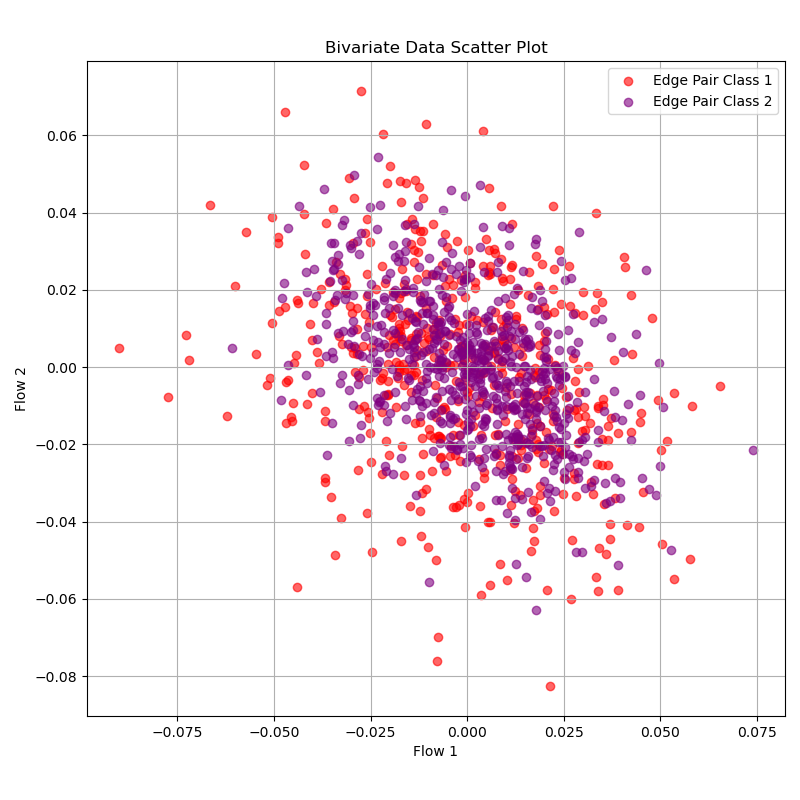 Bivariate Data Scatter Plot
Edge Pair Class 1
Edge Pair Class 2
0.06
0.04
0.02
0.00
−0.02
−0.04
−0.06
−0.08
Flow 2
−0.075 −0.050 −0.025 0.000 0.025 0.050 0.075
Flow 1